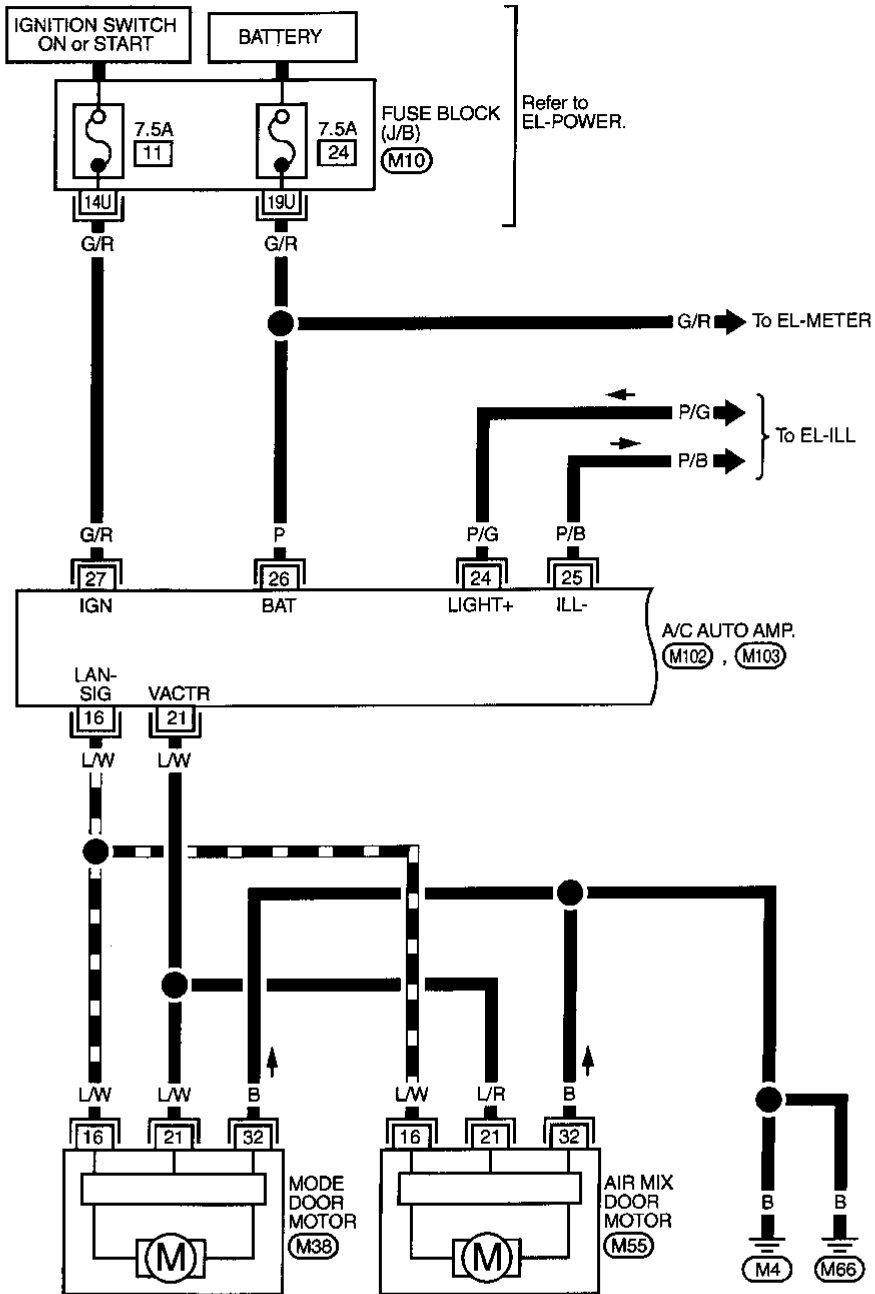 IGNITION SWITCH
ON or START
BATTERY
7.5A
11
7.5A
24
FUSE BLOCK
(J/B)
M10
Refer to
EL-POWER.
14U
19U
G/R
G/R
G/R
To EL-METER
P/G
P/B
To EL-ILL
G/R
P
P/G
P/B
27
26
24
25
IGN
BAT
LIGHT+
ILL-
A/C AUTO AMP.
M102 , M103
LAN-
SIG
VACTR
16
21
L/W
L/W
L/W
L/W
B
L/W
L/R
B
16
21
32
16
21
32
MODE
DOOR
MOTOR
M38
M
AIR MIX
DOOR
MOTOR
M55
M
B
B
M4
M66